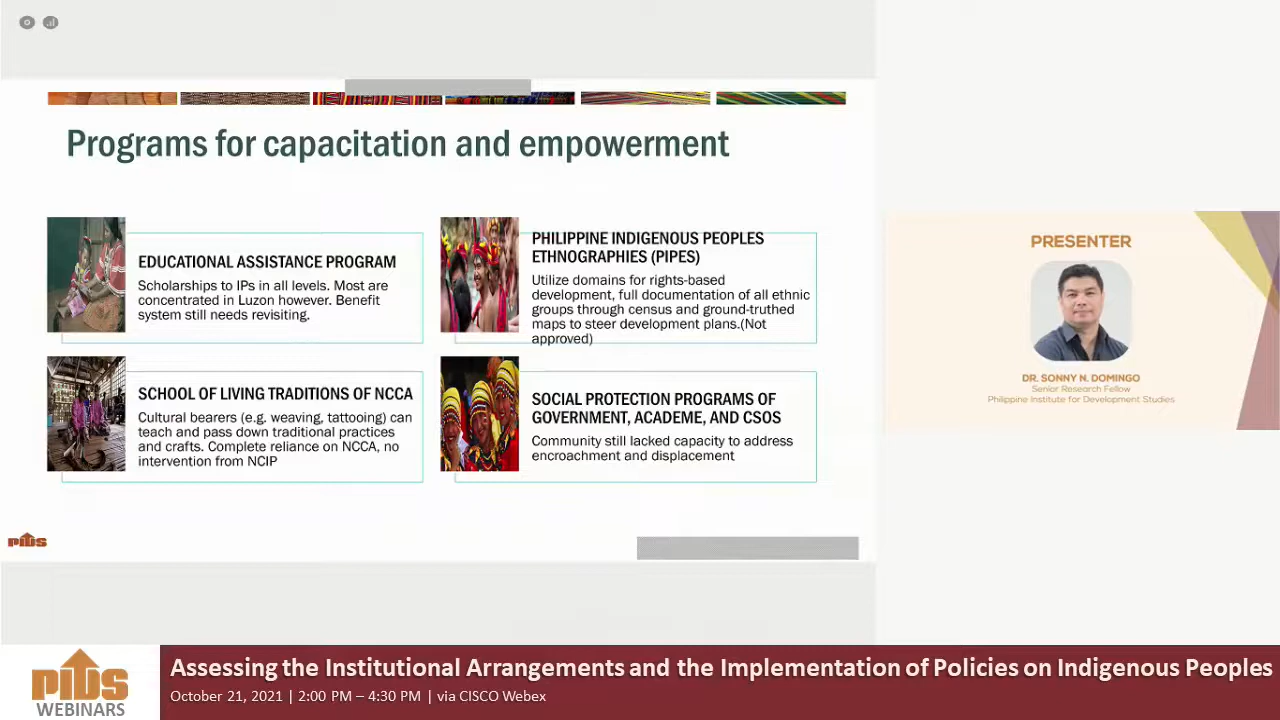 Programs for capacitation and empowerment
EDUCATIONAL ASSISTANCE PROGRAM
Scholarships to IPs in all levels. Most are
concentrated in Luzon however. Benefit
system still needs revisiting.
PHILIPPINE INDIGENOUS PEOPLES
ETHNOGRAPHIES (PIPES)
Utilize domains for rights-based
development, full documentation of all ethnic
groups through census and ground-truthed
maps to steer development plans.(Not
approved)
SCHOOL OF LIVING TRADITIONS OF NCCA
Cultural bearers (e.g. weaving, tattooing) can
teach and pass down traditional practices
and crafts. Complete reliance on NCCA, no
intervention from NCIP
SOCIAL PROTECTION PROGRAMS OF
GOVERNMENT, ACADEME, AND CSOS
Community still lacked capacity to address
encroachment and displacement
pids
PRESENTER
DR. SONNY N. DOMINGO
Senior Research Fellow
Philippine Institute for Development Studies
pids
WEBINARS
Assessing the Institutional Arrangements and the Implementation of Policies on Indigenous Peoples
October 21, 2021 | 2:00 PM – 4:30 PM | via CISCO Webex